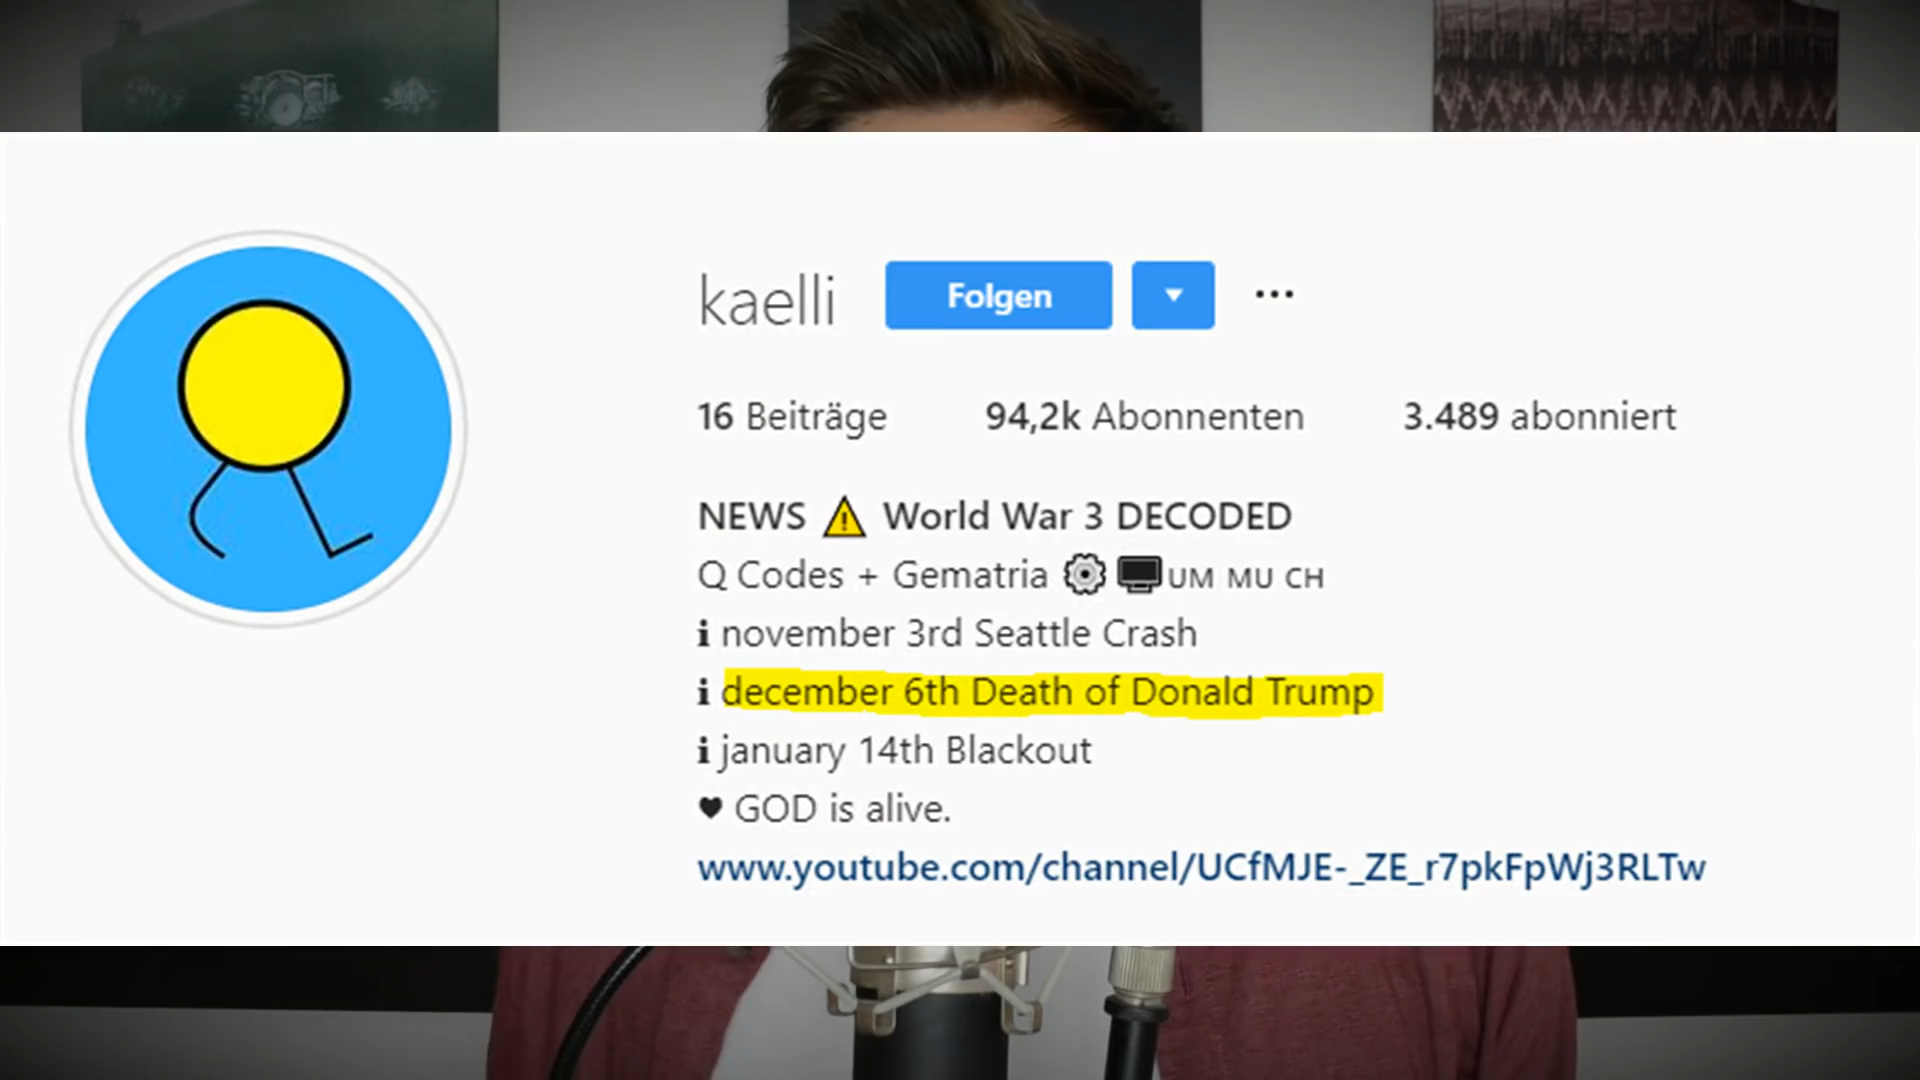 kaelli Folgen ...
16 Beiträge 94,2k Abonnenten 3.489 abonniert
NEWS ⚠ World War 3 DECODED
Q Codes + Gematria ⚙🖥UM MU CH
ℹ november 3rd Seattle Crash
ℹ december 6th Death of Donald Trump
ℹ january 14th Blackout
♥ GOD is alive.
www.youtube.com/channel/UCfMJE-_ZE_r7pkFpWj3RLTw